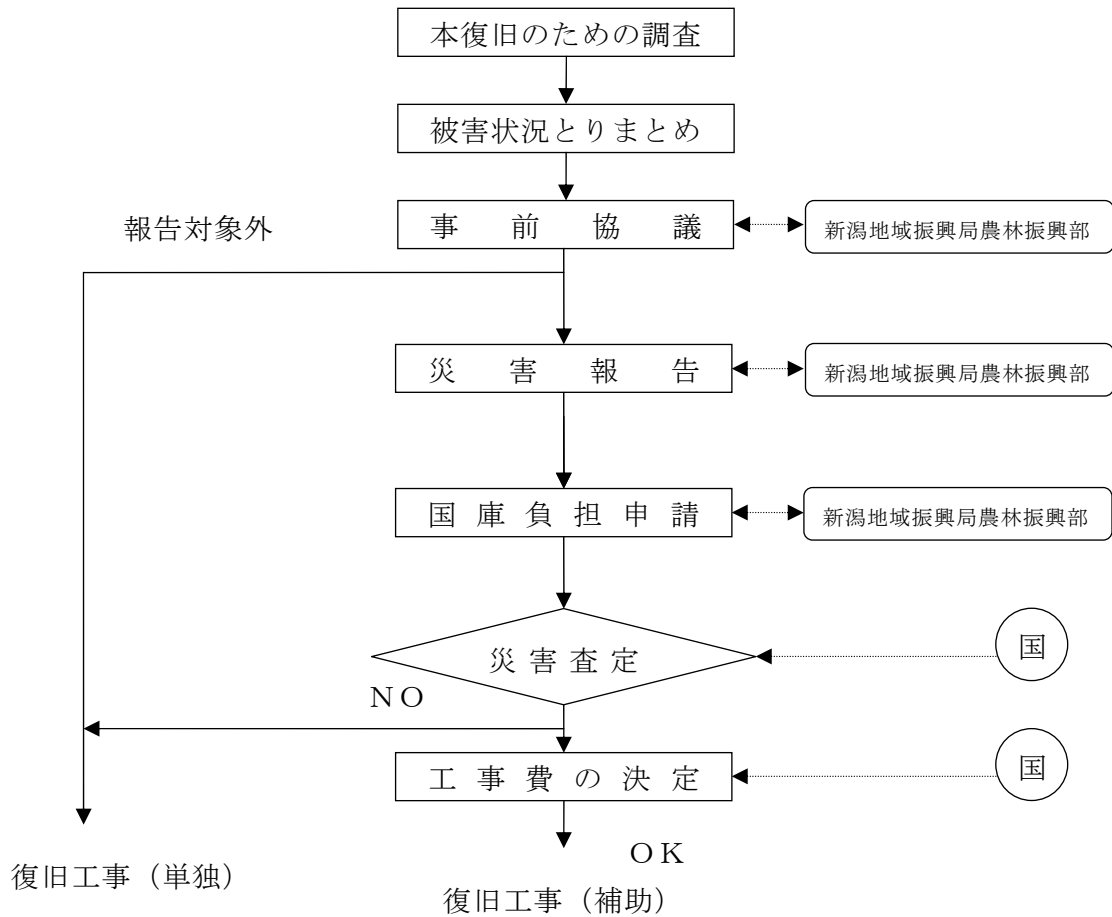 本復旧のための調査
被害状況とりまとめ
報告対象外
事前協議
新潟地域振興局農林振興部
災害報告
新潟地域振興局農林振興部
国庫負担申請
新潟地域振興局農林振興部
災害査定
国
ＮＯ
工事費の決定
国
ＯＫ
復旧工事（単独）
復旧工事（補助）